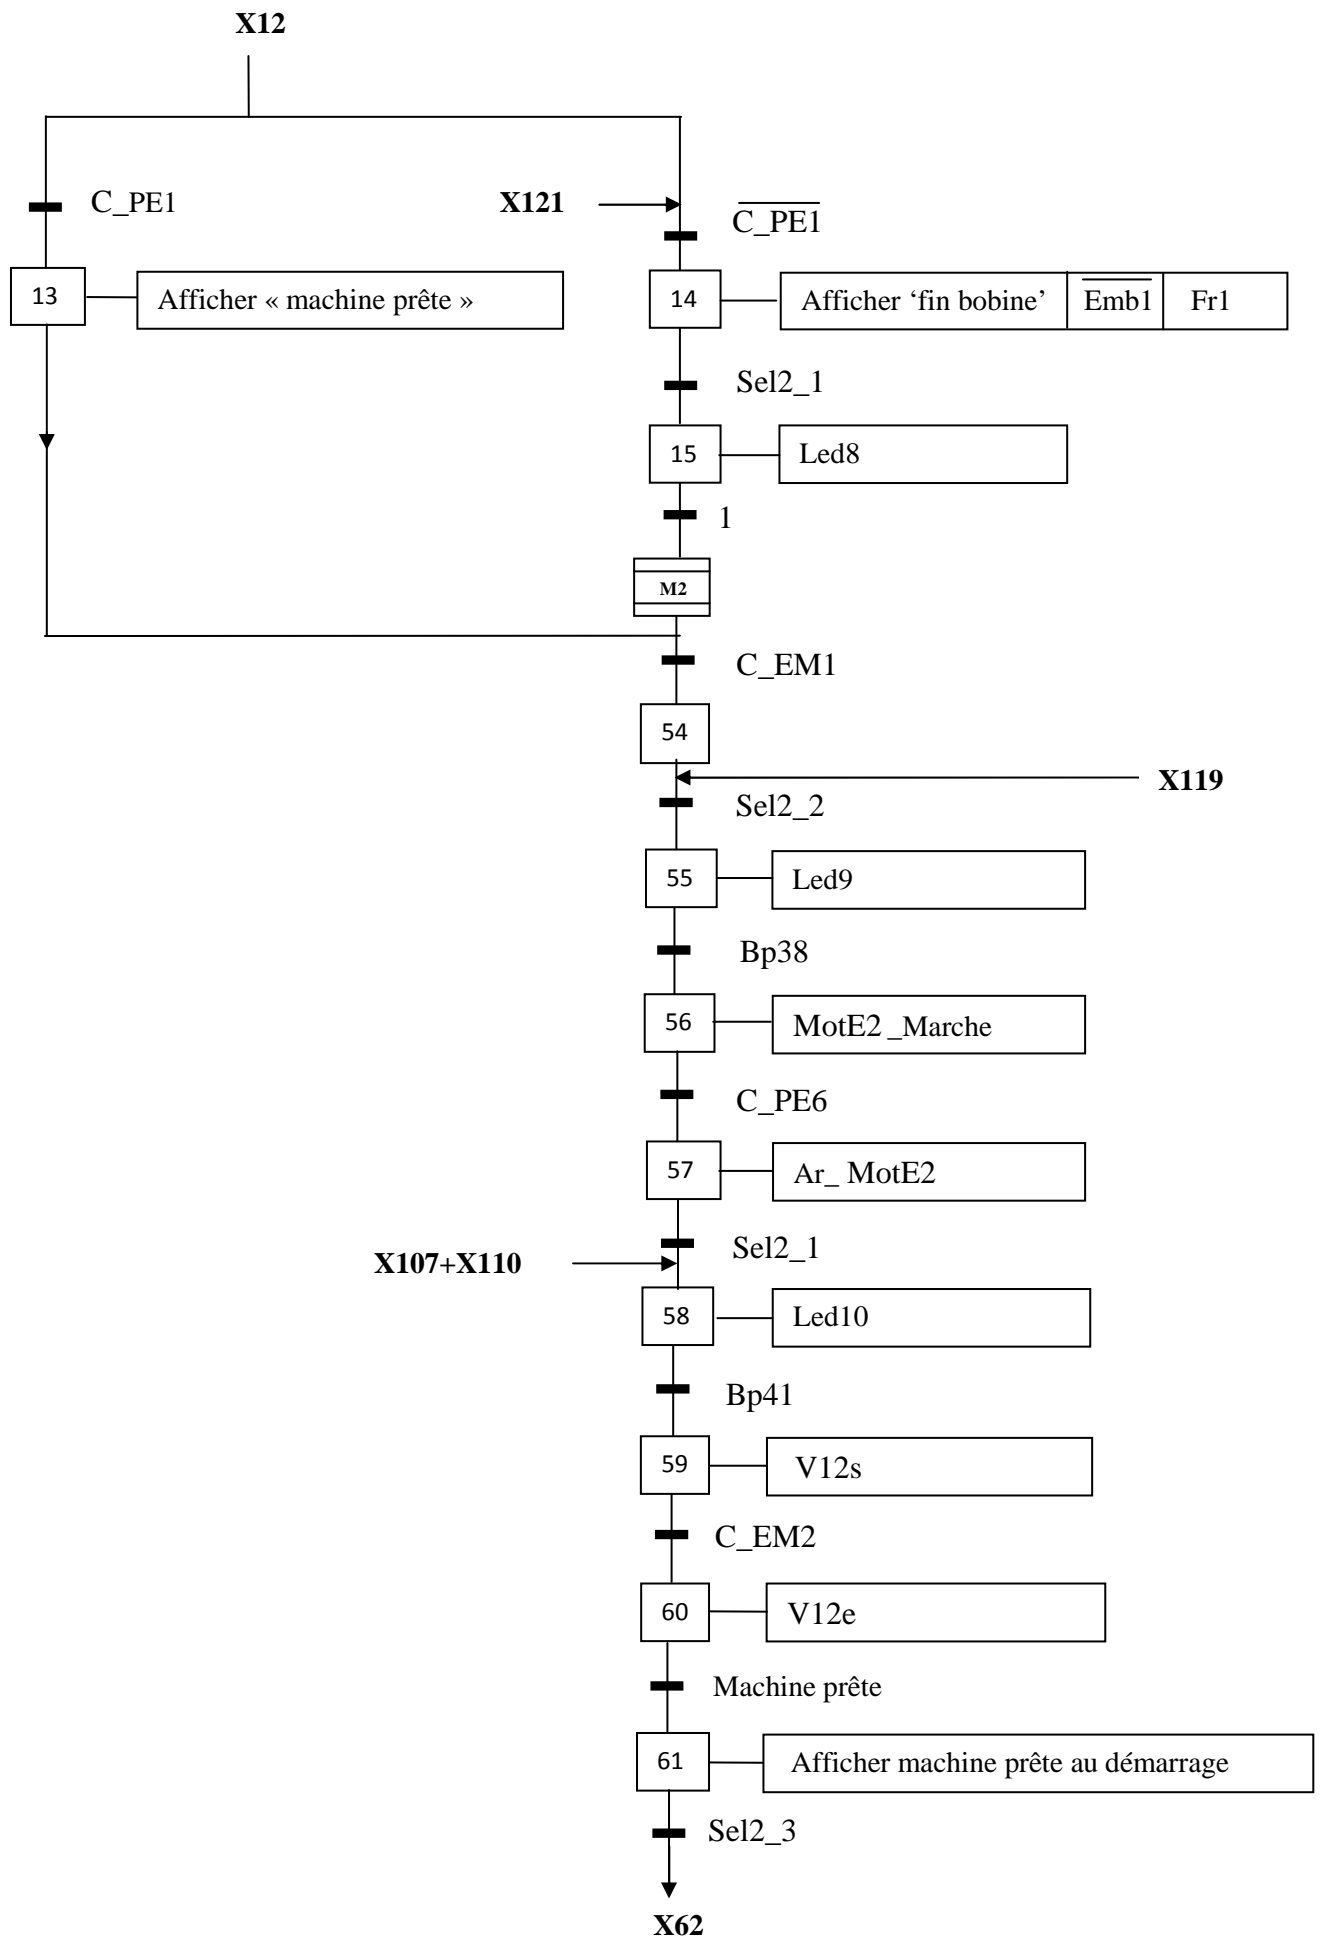 X12
C_PE1
X121
C_PE1
13
Afficher « machine prête »
14
Afficher ‘fin bobine’ Emb1 Fr1
Sel2_1
15
Led8
1
M2
C_EM1
54
X119
Sel2_2
55
Led9
Bp38
56
MotE2 _Marche
C_PE6
57
Ar_ MotE2
Sel2_1
X107+X110
58
Led10
Bp41
59
V12s
C_EM2
60
V12e
Machine prête
61
Afficher machine prête au démarrage
Sel2_3
X62